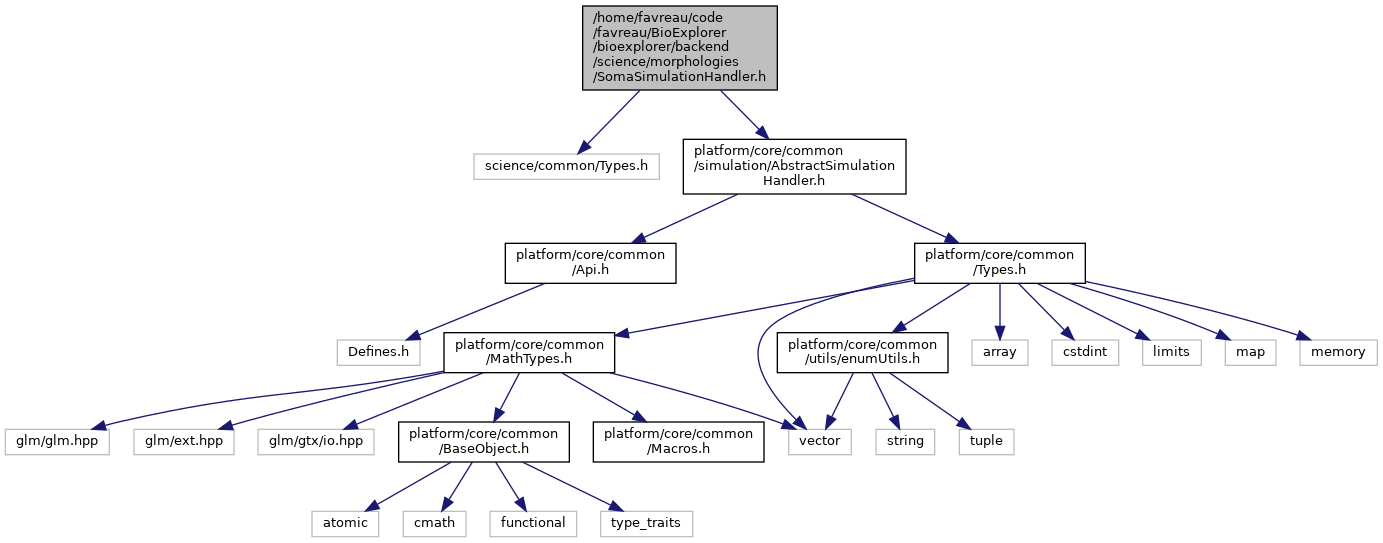 /home/favreau/code
/favreau/BioExplorer
/bioexplorer/backend
/science/morphologies
/SomaSimulationHandler.h
science/common/Types.h
platform/core/common
/simulation/AbstractSimulation
Handler.h
platform/core/common
/Api.h
platform/core/common
/Types.h
Defines.h
platform/core/common
/MathTypes.h
platform/core/common
/utils/enumUtils.h
array
cstdint
limits
map
memory
glm/glm.hpp
glm/ext.hpp
glm/gtx/io.hpp
platform/core/common
/BaseObject.h
platform/core/common
/Macros.h
vector
string
tuple
atomic
cmath
functional
type_traits